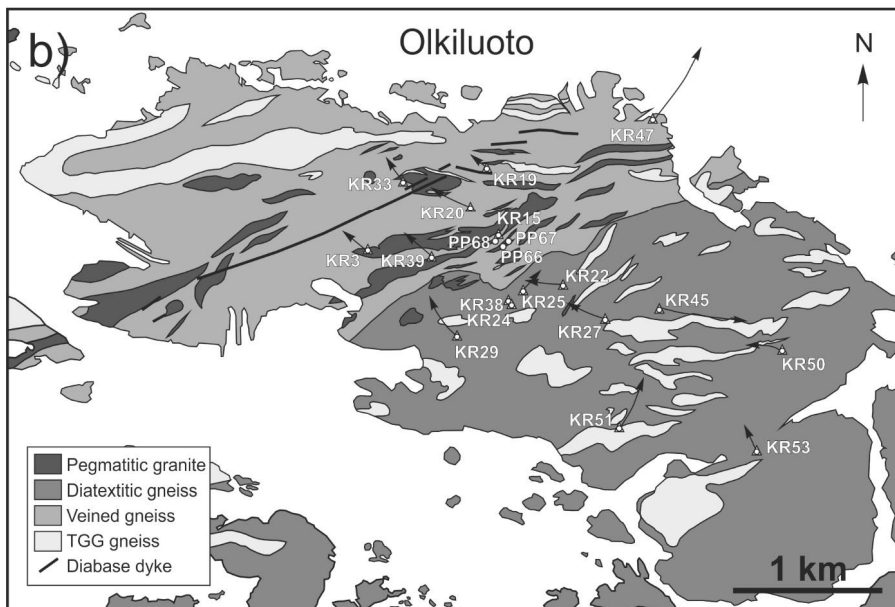 b)
Olkiluoto
N
KR47
KR33
KR19
KR20
KR15
PP68
PP67
KR3
KR39
PP66
KR22
KR38
KR25
KR45
KR24
KR27
KR29
KR50
KR51
KR53
Pegmatitic granite
Diatextitic gneiss
Veined gneiss
TGG gneiss
Diabase dyke
1 km